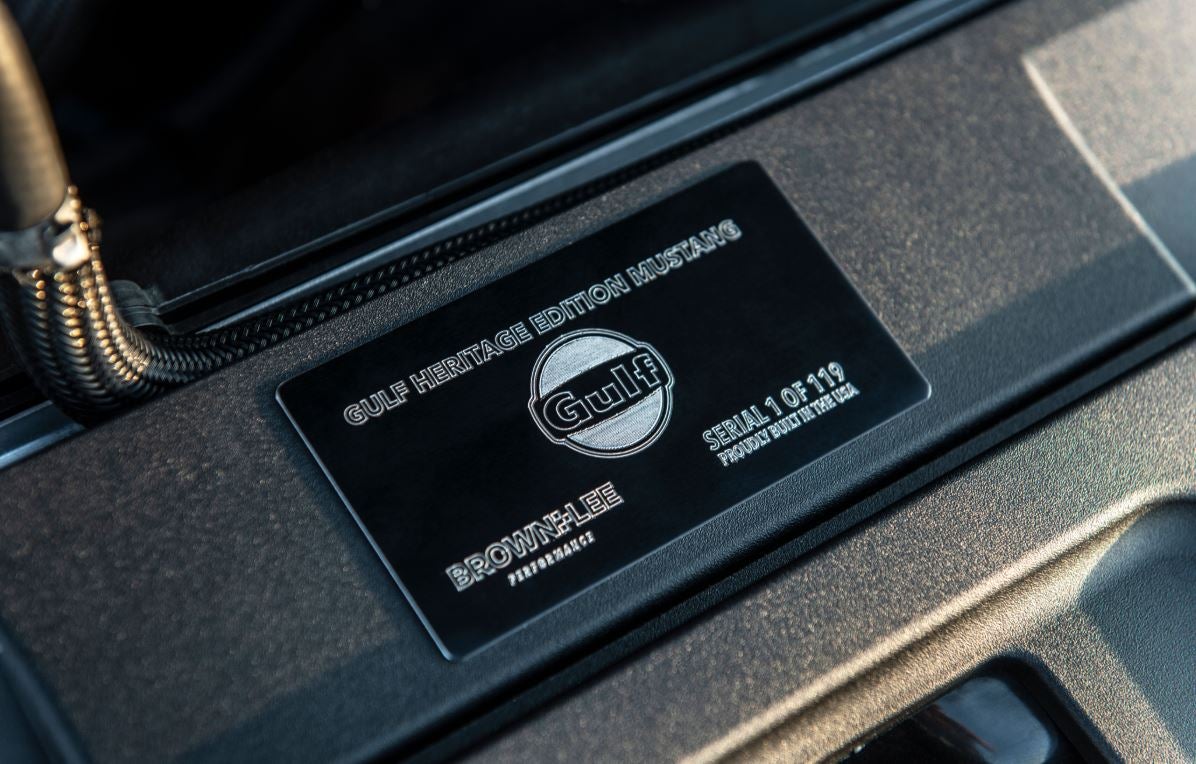 GULF HERITAGE EDITION MUSTANG
Gulf
SERIAL 1 OF 119
PROUDLY BUILT IN THE USA
BROWN LEE
PERFORMANCE